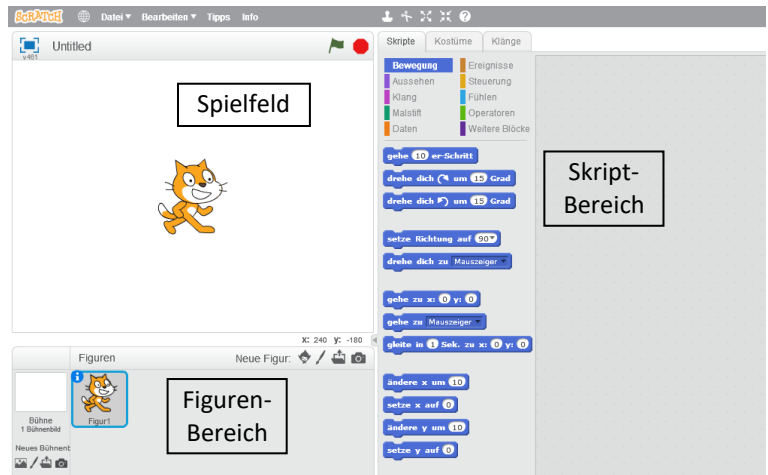 SCRATCH Datei Bearbeiten Tipps Info
v461
Untitled
Spielfeld
X: 240 y: -180
Figuren
Neue Figur:
Bühne
1 Bühnenbild
Neues Bühnenb
Figur1
Figuren-
Bereich
Skripte Kostüme Klänge
Bewegung Ereignisse
Aussehen Steuerung
Klang Fühlen
Malstift Operatoren
Daten Weitere Blöcke
gehe 10 er-Schritt
drehe dich um 15 Grad
drehe dich um 15 Grad
setze Richtung auf 90
drehe dich zu Mauszeiger
gehe zu x: 0 y: 0
gehe zu Mauszeiger
gleite in 1 Sek. zu x: 0 y: 0
ändere x um 10
setze x auf 0
ändere y um 10
setze y auf 0
Skript-
Bereich